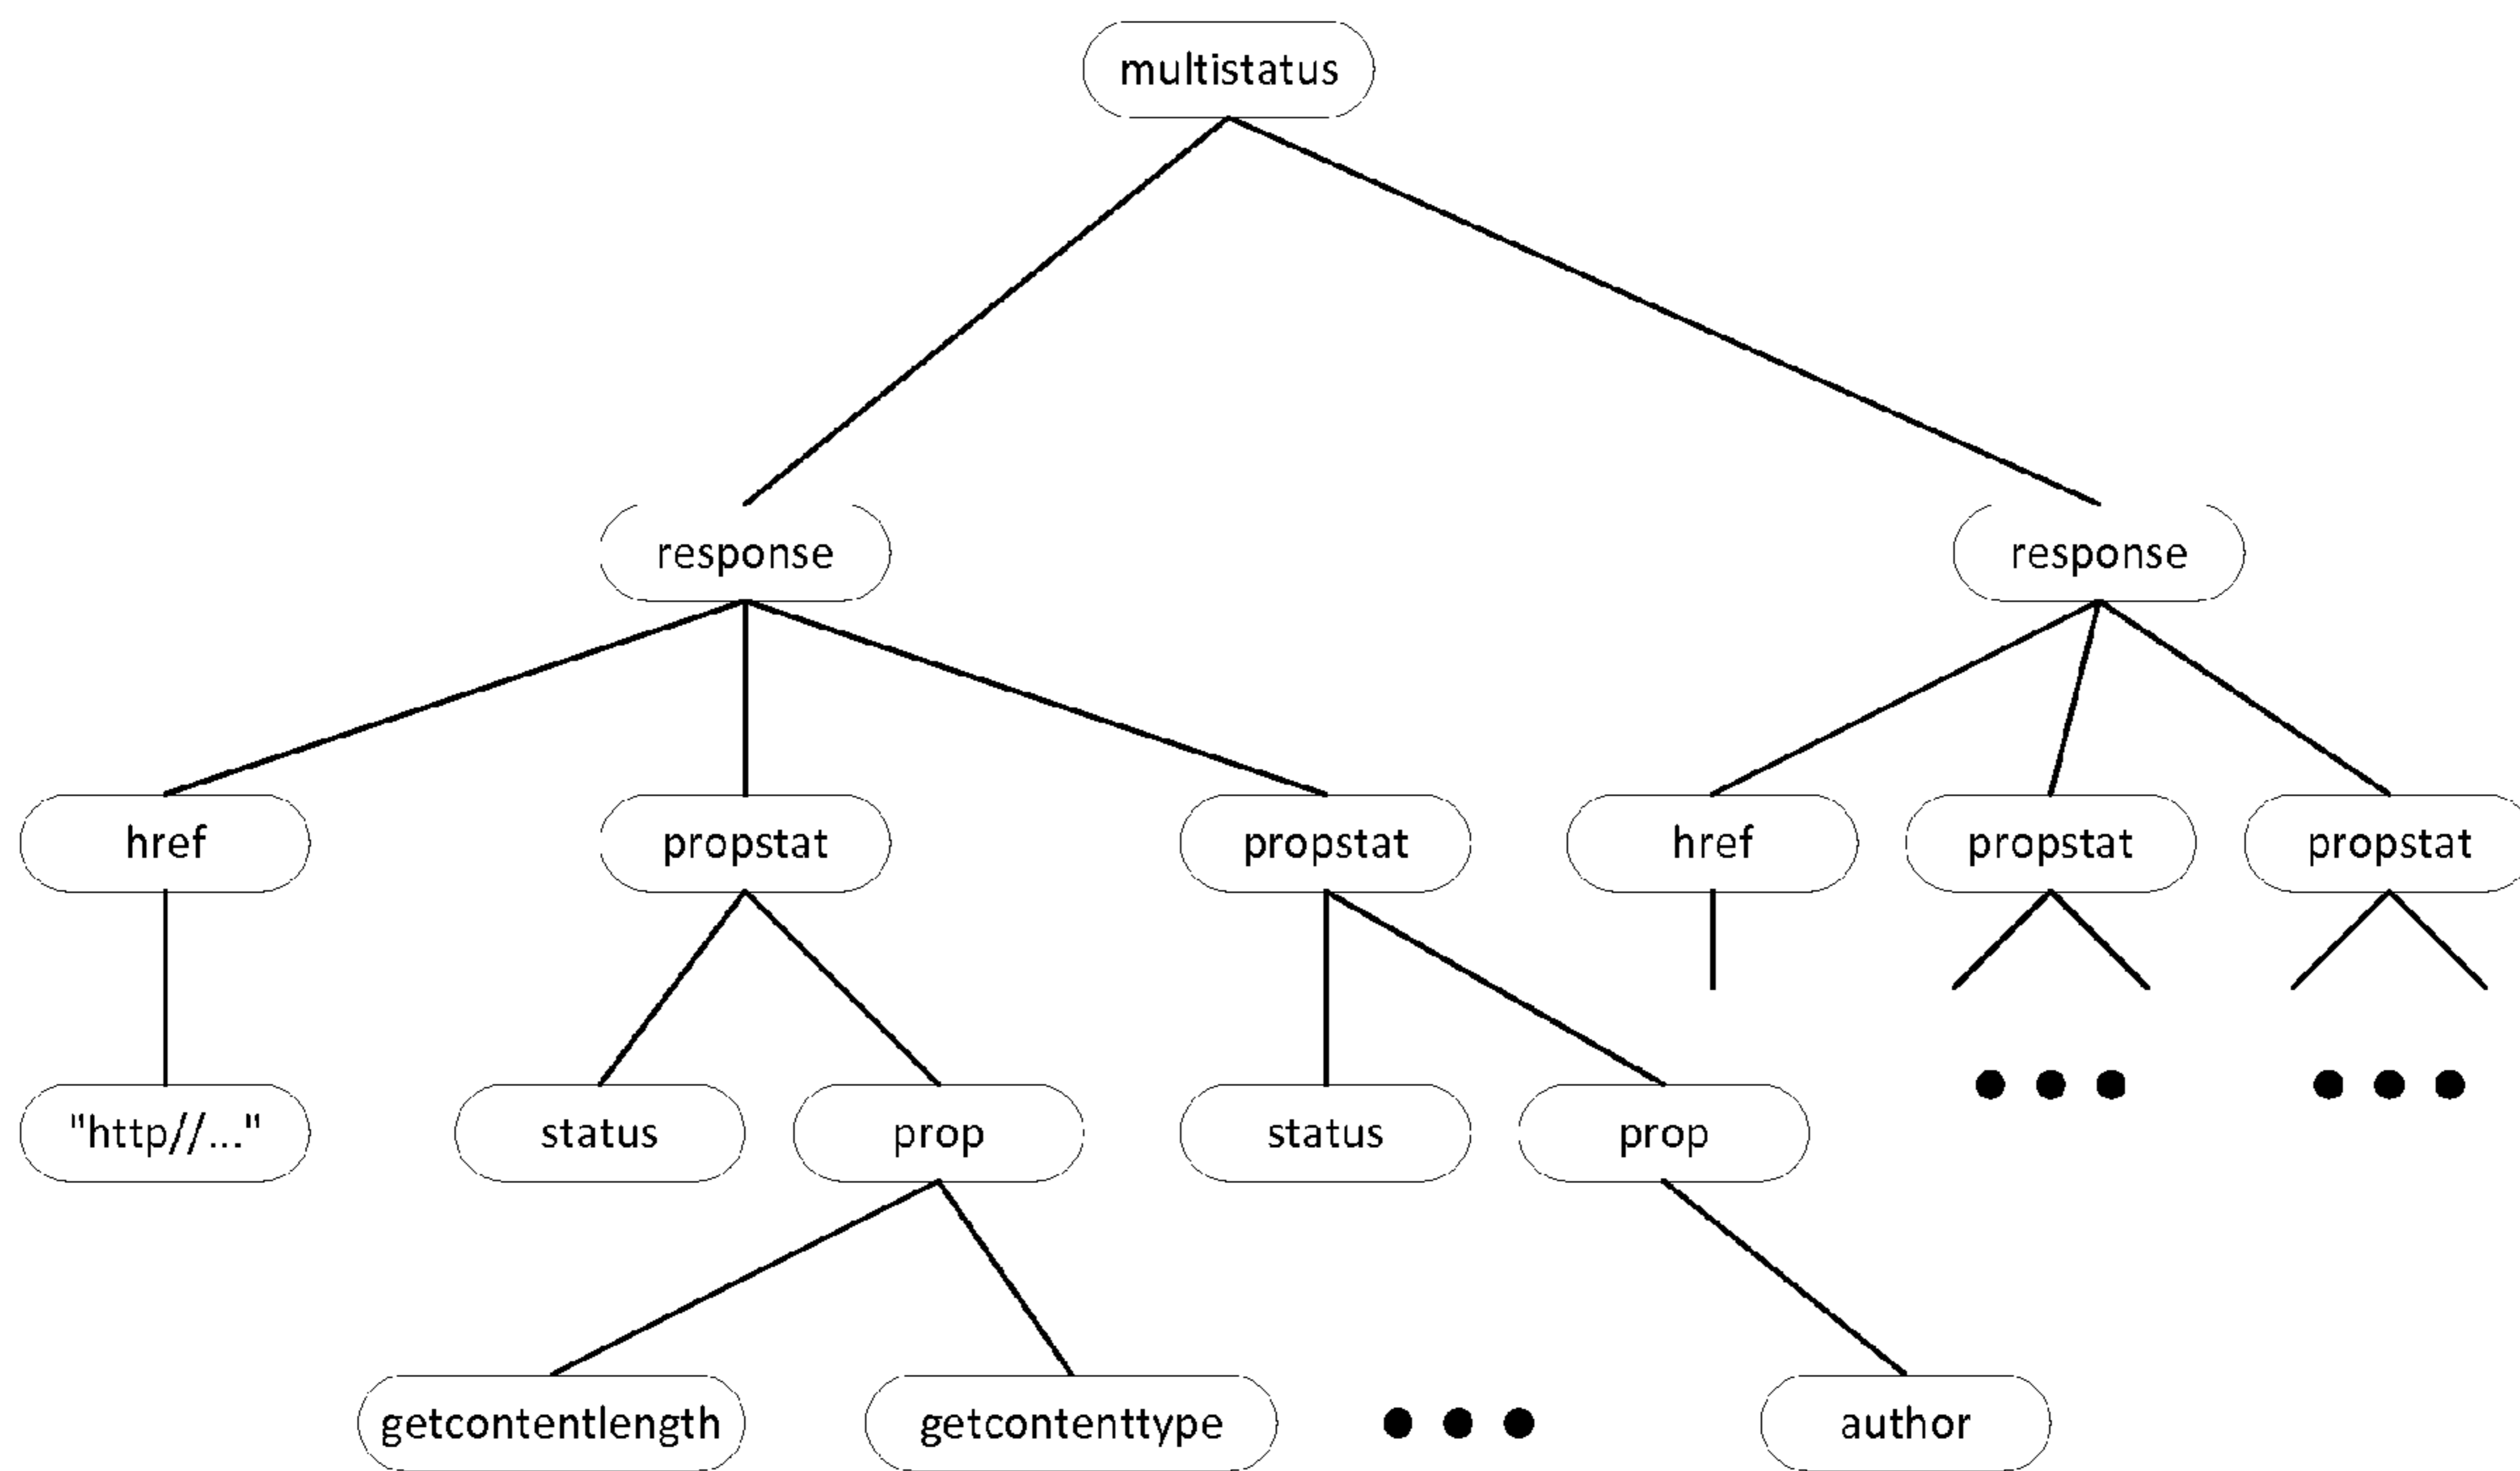 multistatus
response
response
href
propstat
propstat
href
propstat
propstat
"http//..."
status
prop
status
prop
getcontentlength
getcontenttype
author